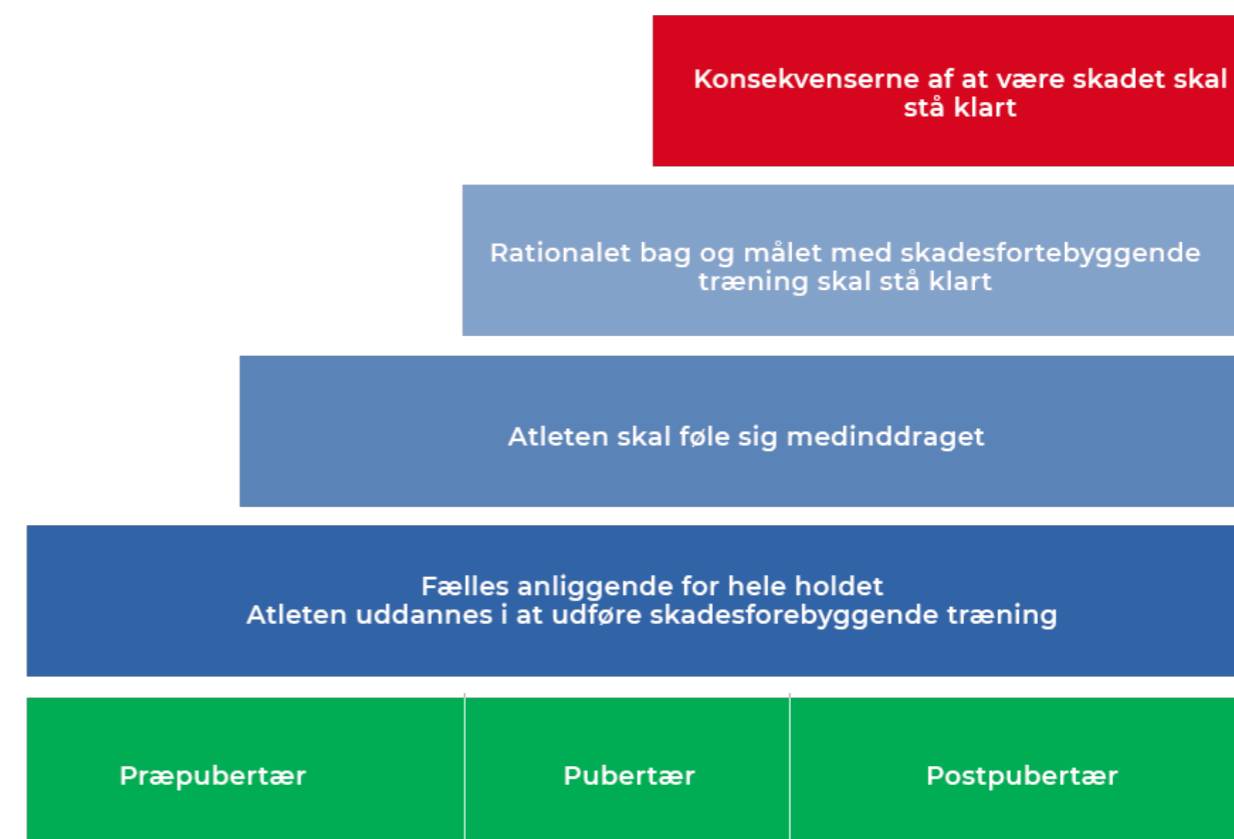 Konsekvenserne af at være skadet skal
stå klart
Rationalet bag og målet med skadesfortebyggende
træning skal stå klart
Atleten skal føle sig medinddraget
Fælles anliggende for hele holdet
Atleten uddannes i at udføre skadesforebyggende træning
Præpubertær
Pubertær
Postpubertær